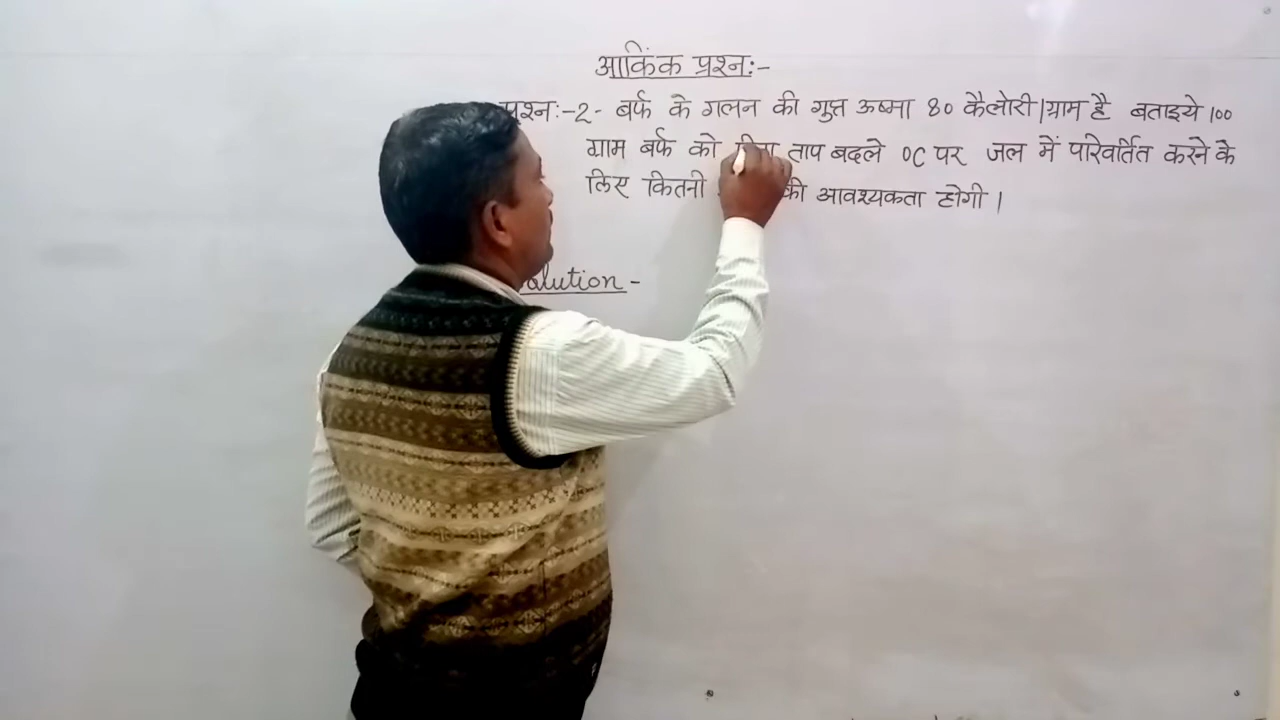 आकिंक प्रश्नः-
प्रश्नः-2- बर्फ के गलन की गुप्त ऊष्मा 80 कैलोरी/ग्राम है बताइये 100
ग्राम बर्फ को ताप बदले 0C पर जल में परिवर्तित करने के
लिए कितनी की आवश्यकता होगी।